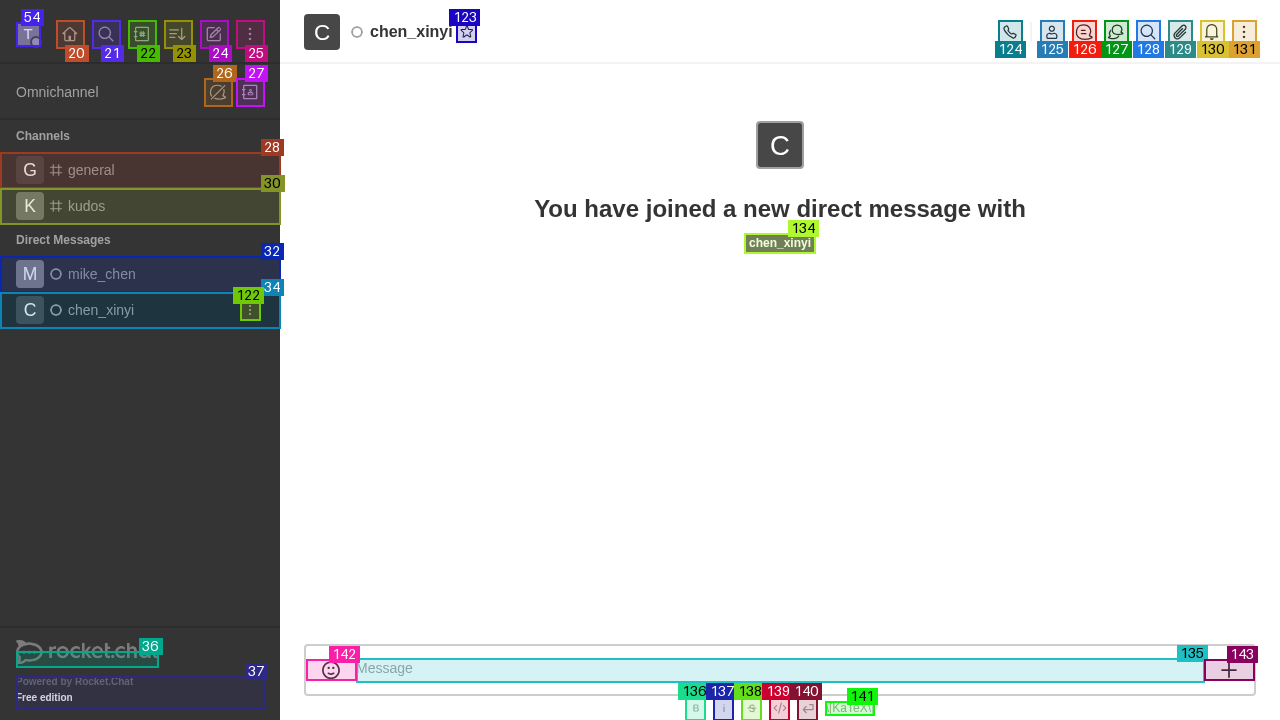 54
T
20
21
22
23
24
25
Omnichannel
26
27
Channels
28
G general
30
K kudos
Direct Messages
32
M mike_chen
34
C chen_xinyi
122
36
rocket.chat
37
Powered by Rocket.Chat
Free edition
C chen_xinyi
123
124
125
126
127
128
129
130
131
C
You have joined a new direct message with
134
chen_xinyi
142
Message
135
143
136
137
138
139
140
141
B
i
S
</>
\[KaTeX\]